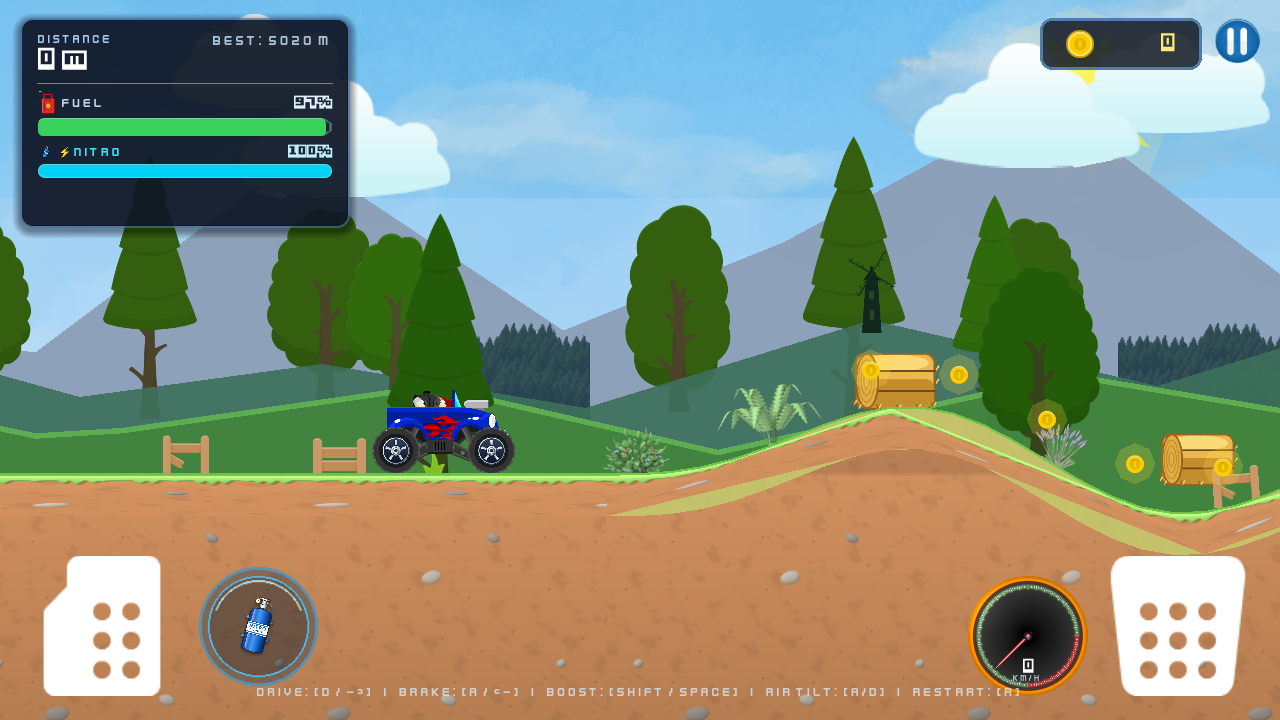 DISTANCE
BEST: 5020 M
0 m
FUEL
97%
⚡NITRO
100%
0
0
KM/H
DRIVE: [D / ->] | BRAKE: [A / <-] | BOOST: [SHIFT / SPACE] | AIR TILT: [A/D] | RESTART: [R]